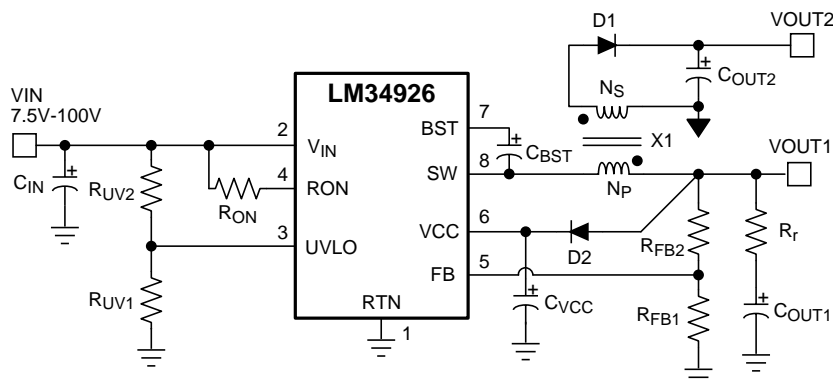 D1
VOUT2
+
COUT2
NS
X1
VIN
7.5V-100V
LM34926
2
VIN
4
RON
3
UVLO
RTN
1
7
BST
8
SW
6
VCC
5
FB
+
CIN
RUV2
RON
RUV1
+
CBST
NP
VOUT1
D2
+
CVCC
RFB2
RFB1
Rr
+
COUT1